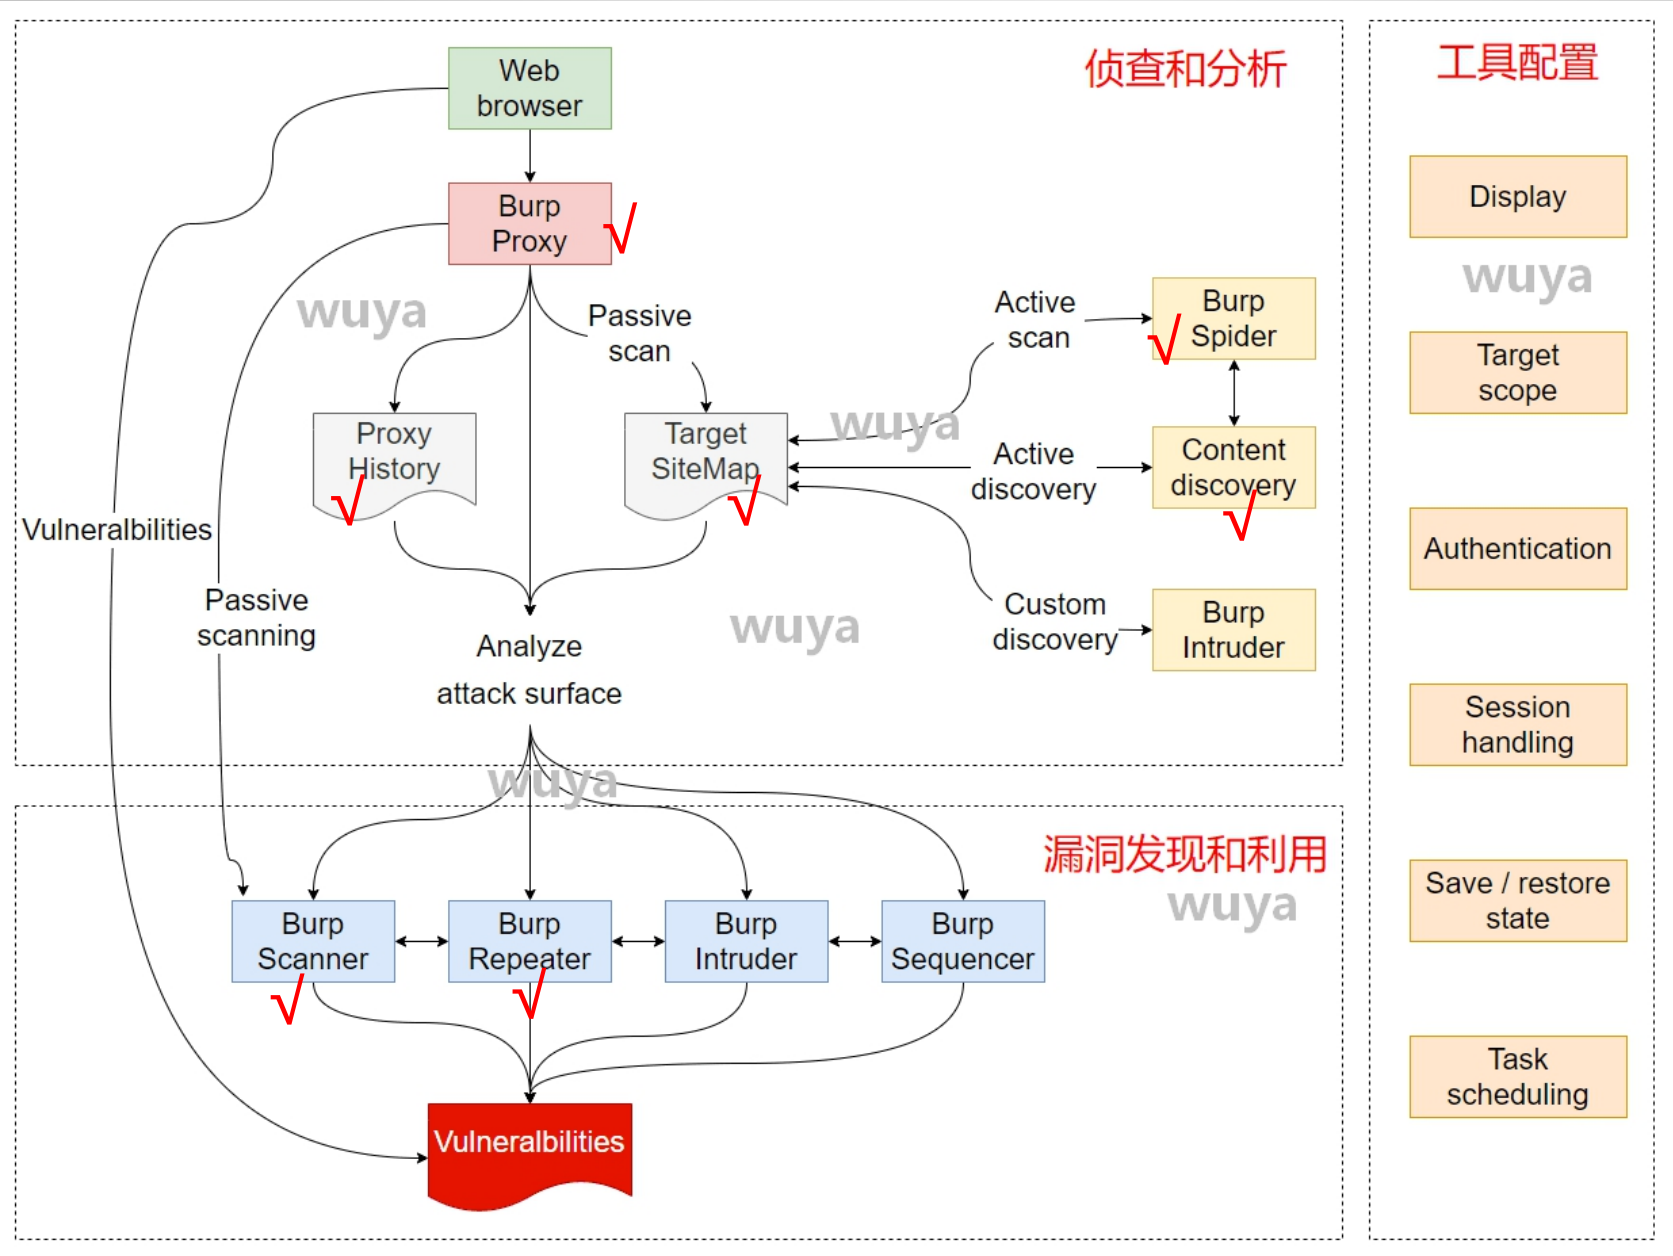 Web
browser
侦查和分析
工具配置
Burp
Proxy
√
Display
wuya
wuya
Passive
scan
Active
scan
Burp
Spider
√
Target
scope
Proxy
History
√
Target
SiteMap
√
wuya
Active
discovery
Content
discovery
√
Vulneralbilities
Authentication
Passive
scanning
Custom
discovery
Burp
Intruder
wuya
Analyze
attack surface
Session
handling
wuya
漏洞发现和利用
wuya
Burp
Scanner
√
Burp
Repeater
√
Burp
Intruder
Burp
Sequencer
Save / restore
state
Vulneralbilities
Task
scheduling